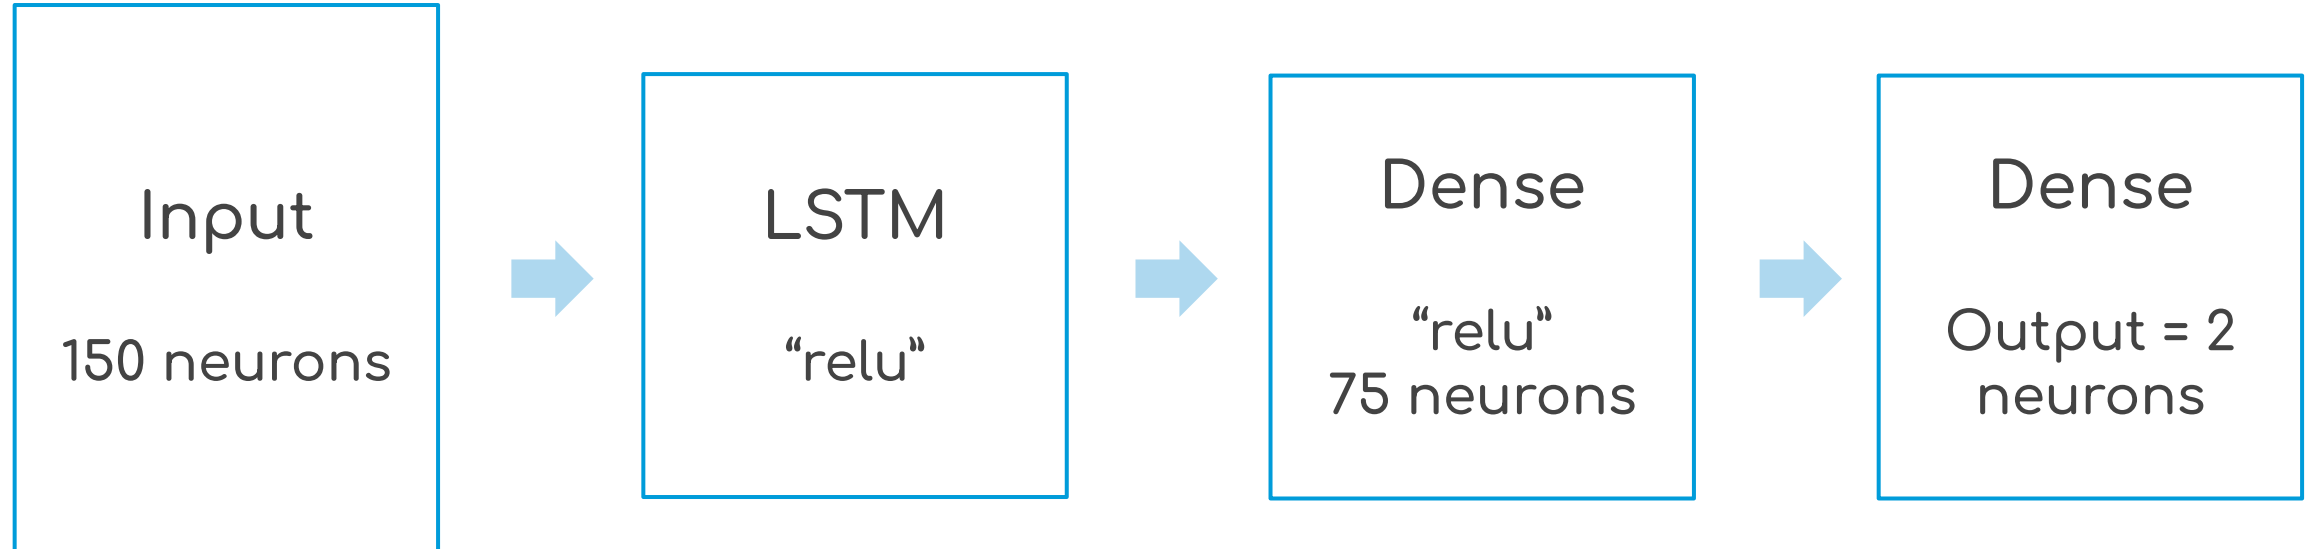 Input
150 neurons
LSTM
“relu”
Dense
“relu”
75 neurons
Dense
Output = 2
neurons